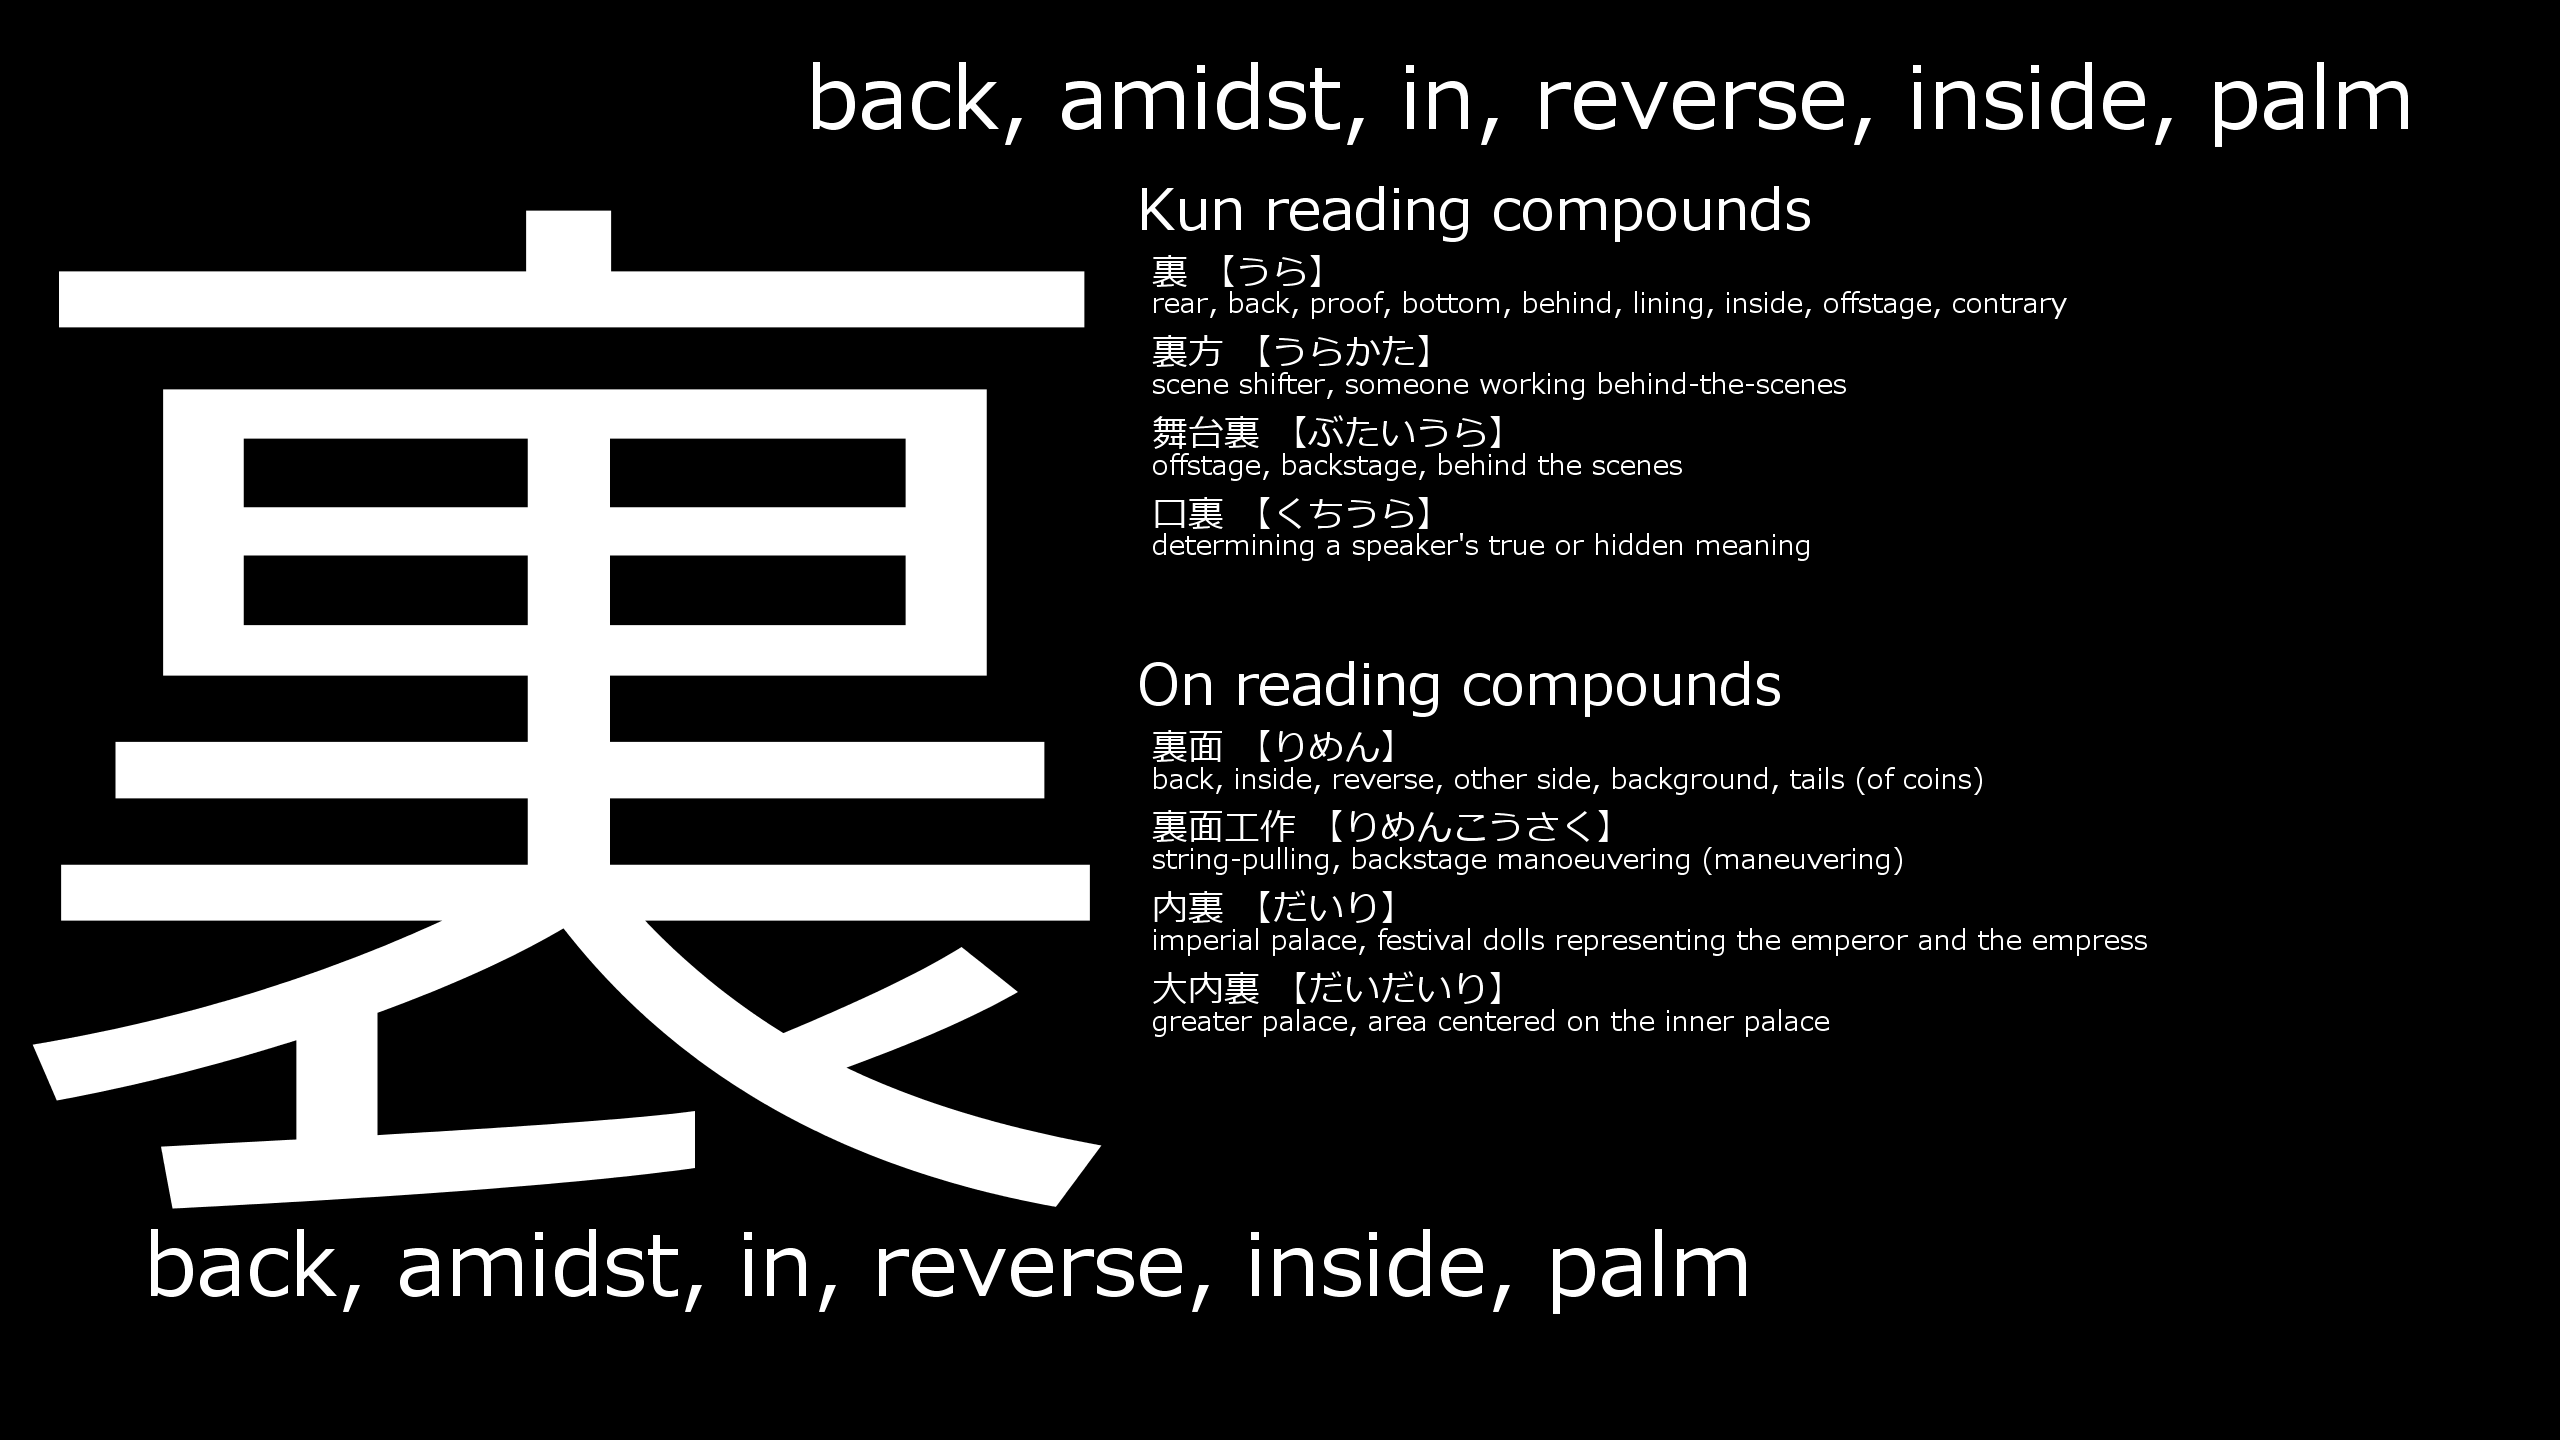 back, amidst, in, reverse, inside, palm
裏
Kun reading compounds
裏 【うら】
rear, back, proof, bottom, behind, lining, inside, offstage, contrary
裏方 【うらかた】
scene shifter, someone working behind-the-scenes
舞台裏 【ぶたいうら】
offstage, backstage, behind the scenes
口裏 【くちうら】
determining a speaker's true or hidden meaning
On reading compounds
裏面 【りめん】
back, inside, reverse, other side, background, tails (of coins)
裏面工作 【りめんこうさく】
string-pulling, backstage manoeuvering (maneuvering)
内裏 【だいり】
imperial palace, festival dolls representing the emperor and the empress
大内裏 【だいだいり】
greater palace, area centered on the inner palace
back, amidst, in, reverse, inside, palm